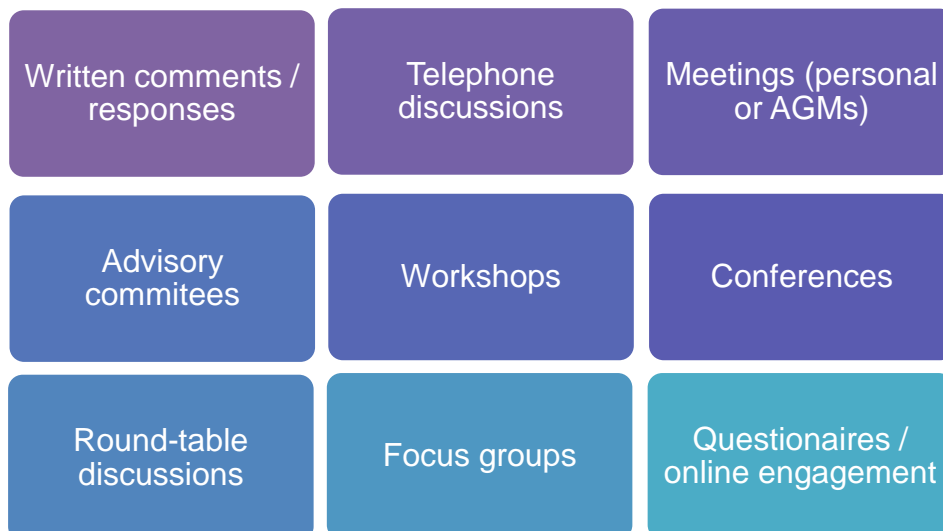 Written comments /
responses
Telephone
discussions
Meetings (personal
or AGMs)
Advisory
commitees
Workshops
Conferences
Round-table
discussions
Focus groups
Questionaires /
online engagement